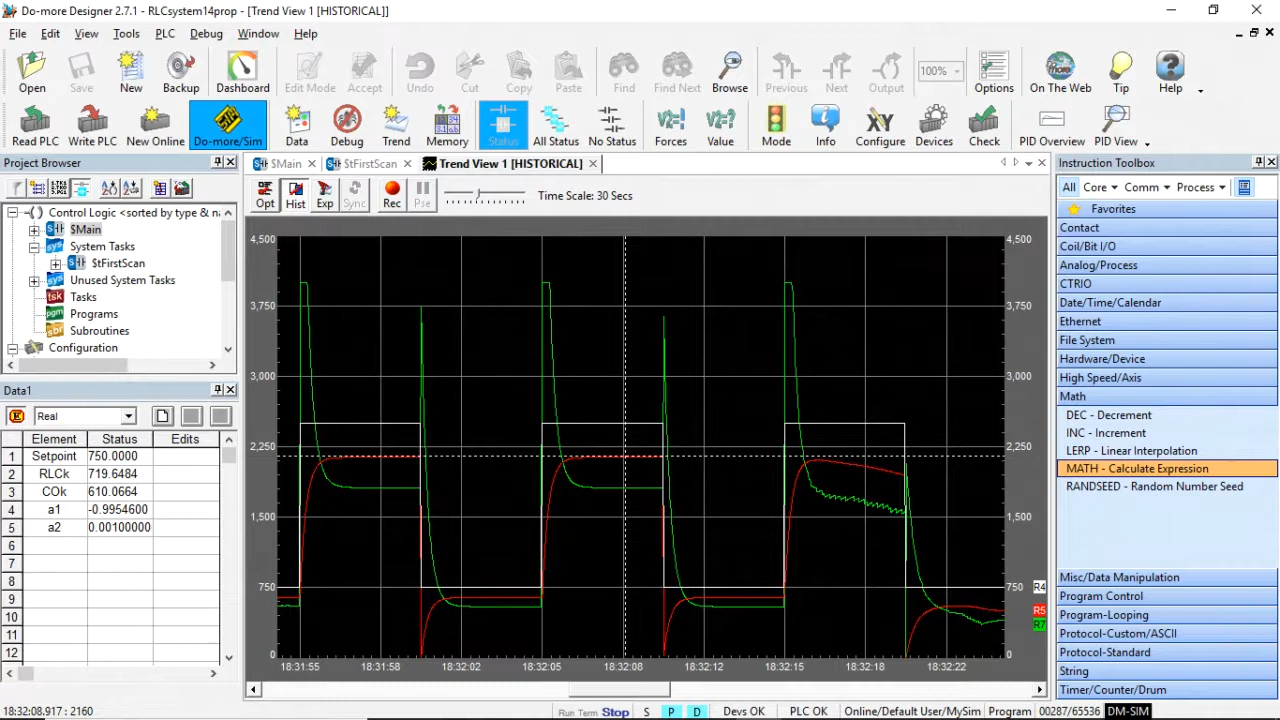 Do-more Designer 2.7.1 - RLCsystem14prop - [Trend View 1 [HISTORICAL]]
File Edit View Tools PLC Debug Window Help
Open Save New Backup Dashboard Edit Mode Accept Undo Cut Copy Paste Find Find Next Browse Previous Next Output 100% Options On The Web Tip Help
Read PLC Write PLC New Online Do-more/Sim Data Debug Trend Memory Status All Status No Status Forces Value Mode Info Configure Devices Check PID Overview PID View
Project Browser
$Main $tFirstScan Trend View 1 [HISTORICAL]
Instruction Toolbox
Opt Hist Exp Sync Rec Pse Time Scale: 30 Secs
All Core Comm Process
Control Logic <sorted by type & na
$Main
System Tasks
$tFirstScan
Unused System Tasks
Tasks
Programs
Subroutines
Configuration
Data1
Real
Element Status Edits
1 Setpoint 750.0000
2 RLCk 719.6484
3 COk 610.0664
4 a1 -0.9954600
5 a2 0.00100000
6
7
8
9
10
11
12
4,500 4,500
3,750 3,750
3,000 3,000
2,250 2,250
1,500 1,500
750 750 R4
R5
R7
0 0
18:31:55 18:31:58 18:32:02 18:32:05 18:32:08 18:32:12 18:32:15 18:32:18 18:32:22
Favorites
Contact
Coil/Bit I/O
Analog/Process
CTRIO
Date/Time/Calendar
Ethernet
File System
Hardware/Device
High Speed/Axis
Math
DEC - Decrement
INC - Increment
LERP - Linear Interpolation
MATH - Calculate Expression
RANDSEED - Random Number Seed
Misc/Data Manipulation
Program Control
Program-Looping
Protocol-Custom/ASCII
Protocol-Standard
String
Timer/Counter/Drum
18:32:08.917 : 2160 Run Term Stop S P D Devs OK PLC OK Online/Default User/MySim Program 00287/65536 DM-SIM